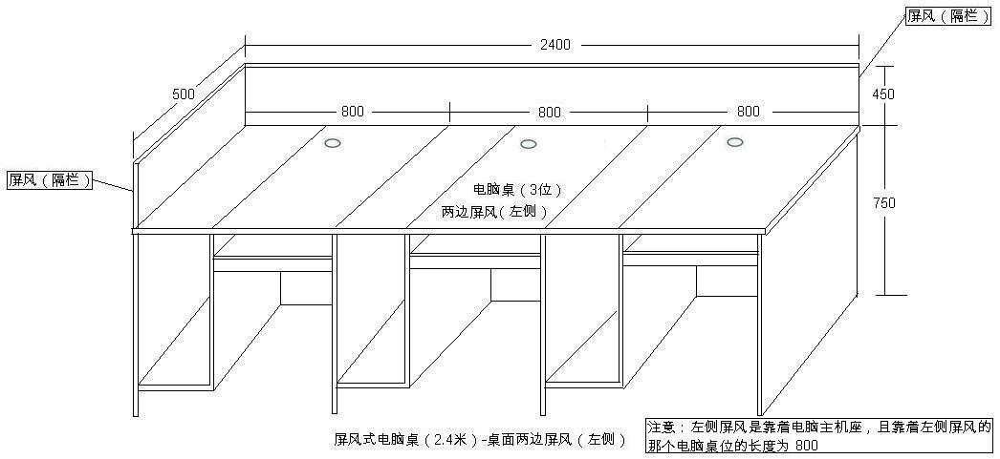 屏风（隔栏）
2400
500
450
800
800
800
屏风（隔栏）
电脑桌（3位）
两边屏风（左侧）
750
屏风式电脑桌（2.4米）-桌面两边屏风（左侧）
注意：左侧屏风是靠着电脑主机座，且靠着左侧屏风的
那个电脑桌位的长度为 800